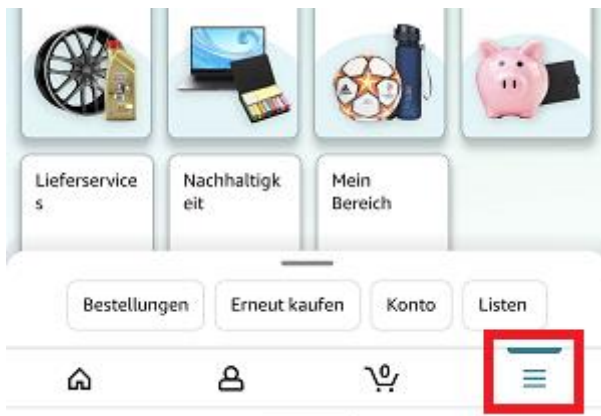 Lieferservice
s
Nachhaltigk
eit
Mein
Bereich
Bestellungen
Erneut kaufen
Konto
Listen
0